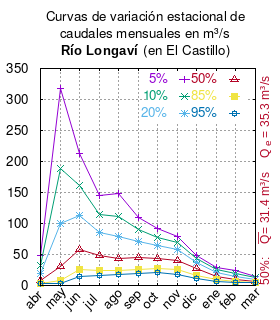 Curvas de variación estacional de
caudales mensuales en m³/s
Río Longaví (en El Castillo)
350
300
250
200
150
100
50
0
5% 50%
10% 85%
20% 95%
abr may jun jul ago sep oct nov dic ene feb mar
50%. Q= 31.4 m³/s Qe = 35.3 m³/s